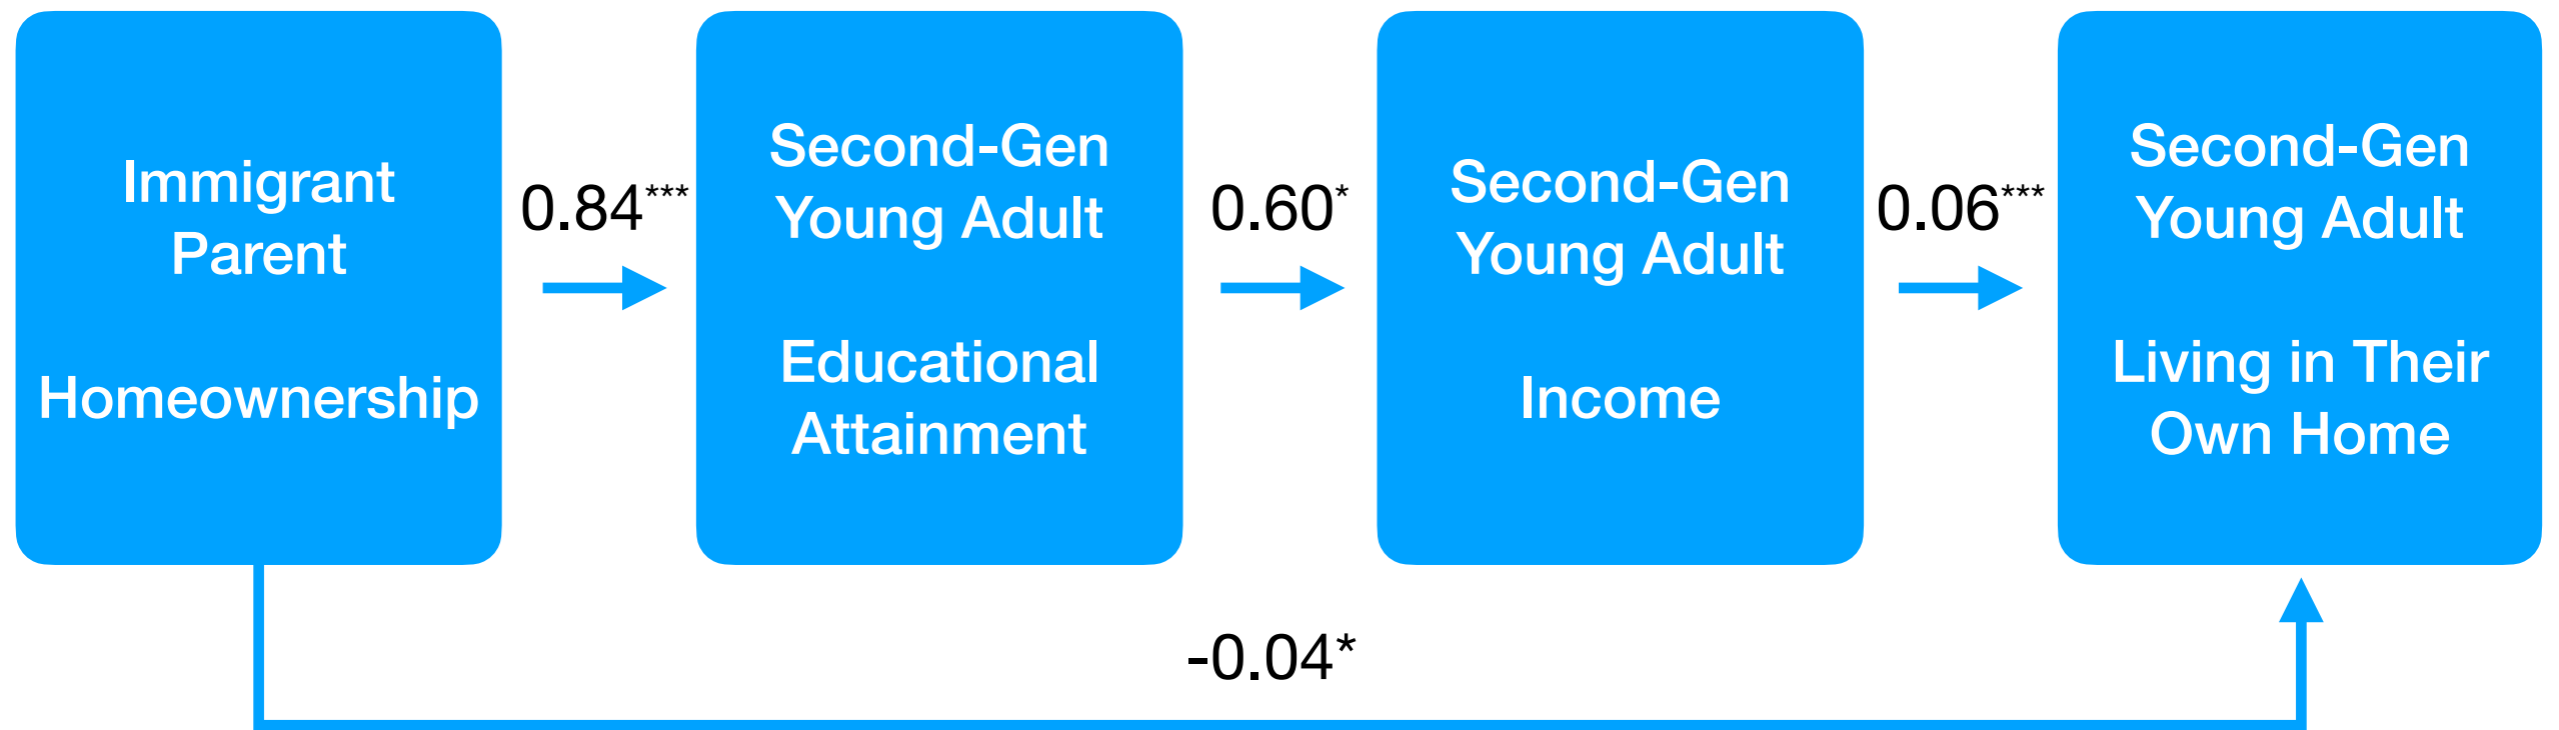 Immigrant
Parent
Homeownership
0.84***
Second-Gen
Young Adult
Educational
Attainment
0.60*
Second-Gen
Young Adult
Income
0.06***
Second-Gen
Young Adult
Living in Their
Own Home
-0.04*